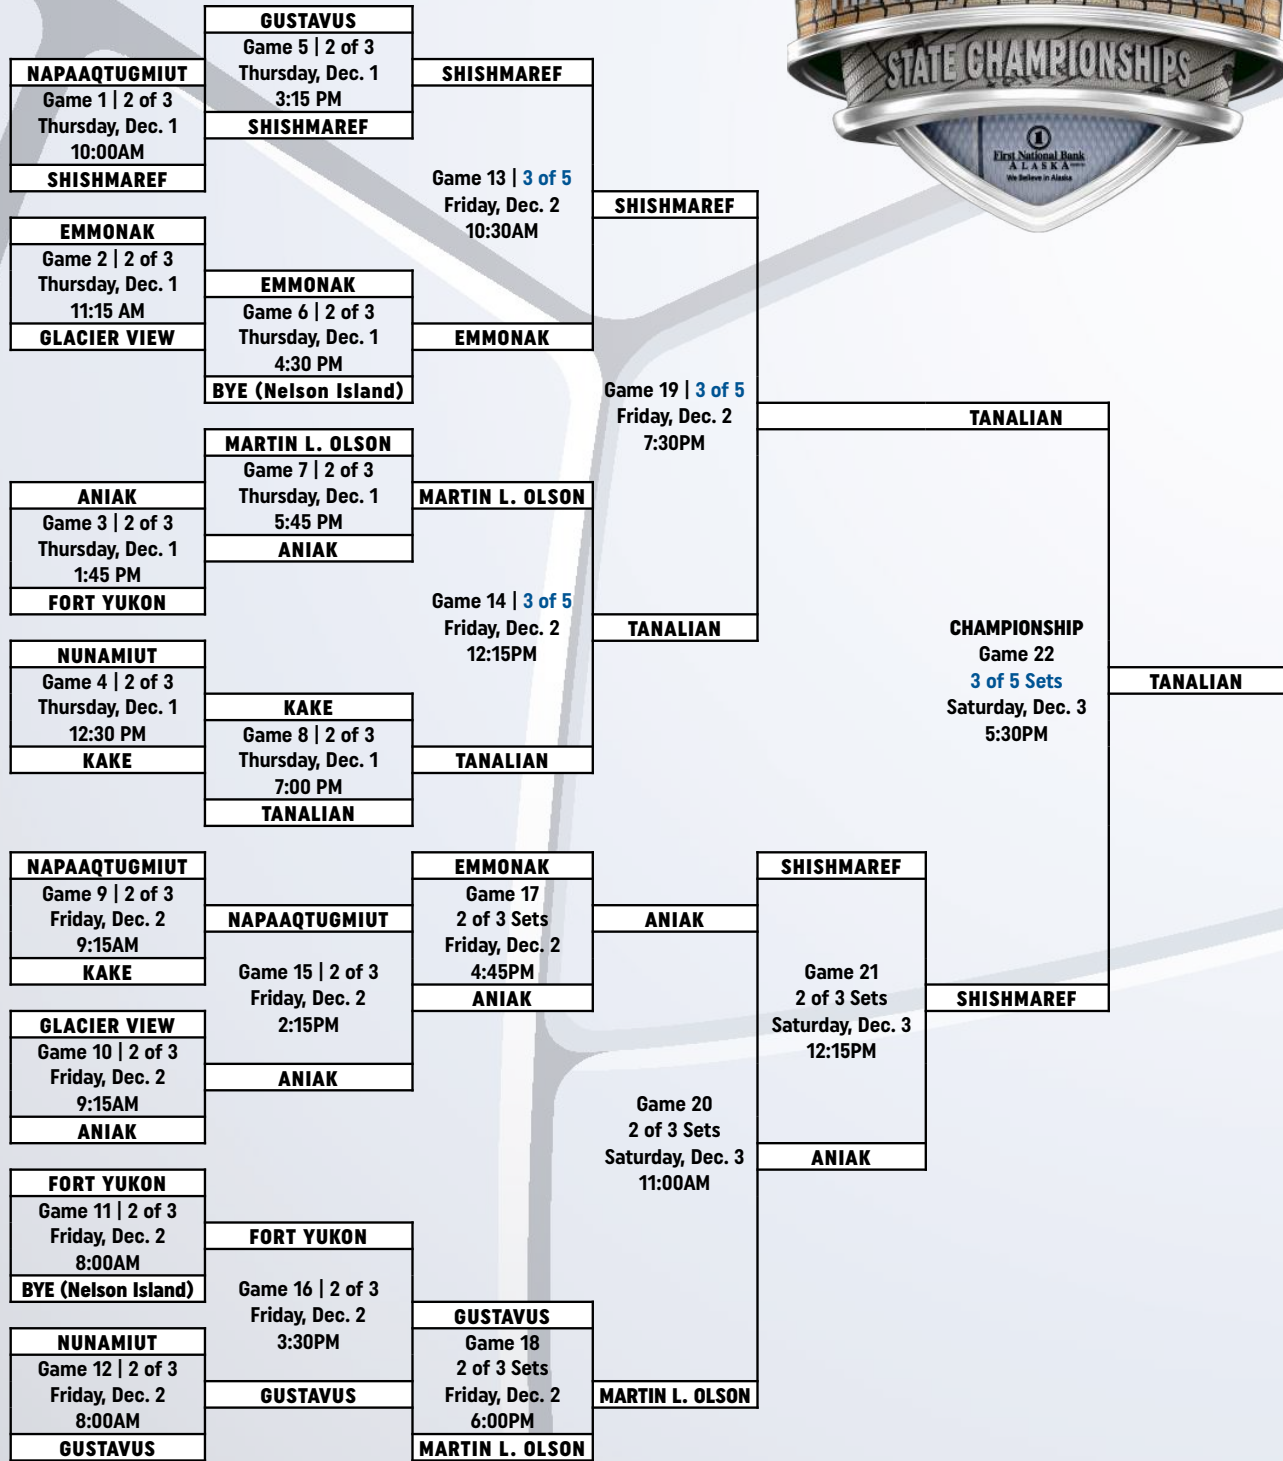 STATE CHAMPIONSHIPS
1
First National Bank
ALASKA
We Believe in Alaska
GUSTAVUS
Game 5 | 2 of 3
Thursday, Dec. 1
3:15 PM
SHISHMAREF
NAPAAQTUGMIUT
Game 1 | 2 of 3
Thursday, Dec. 1
10:00AM
SHISHMAREF
SHISHMAREF
Game 13 | 3 of 5
Friday, Dec. 2
10:30AM
SHISHMAREF
EMMONAK
Game 2 | 2 of 3
Thursday, Dec. 1
11:15 AM
GLACIER VIEW
EMMONAK
Game 6 | 2 of 3
Thursday, Dec. 1
4:30 PM
BYE (Nelson Island)
EMMONAK
Game 19 | 3 of 5
Friday, Dec. 2
7:30PM
TANALIAN
MARTIN L. OLSON
Game 7 | 2 of 3
Thursday, Dec. 1
5:45 PM
ANIAK
ANIAK
Game 3 | 2 of 3
Thursday, Dec. 1
1:45 PM
FORT YUKON
MARTIN L. OLSON
Game 14 | 3 of 5
Friday, Dec. 2
12:15PM
TANALIAN
NUNAMIUT
Game 4 | 2 of 3
Thursday, Dec. 1
12:30 PM
KAKE
KAKE
Game 8 | 2 of 3
Thursday, Dec. 1
7:00 PM
TANALIAN
TANALIAN
CHAMPIONSHIP
Game 22
3 of 5 Sets
Saturday, Dec. 3
5:30PM
TANALIAN
NAPAAQTUGMIUT
Game 9 | 2 of 3
Friday, Dec. 2
9:15AM
KAKE
NAPAAQTUGMIUT
Game 15 | 2 of 3
Friday, Dec. 2
2:15PM
ANIAK
EMMONAK
Game 17
2 of 3 Sets
Friday, Dec. 2
4:45PM
ANIAK
ANIAK
SHISHMAREF
Game 21
2 of 3 Sets
Saturday, Dec. 3
12:15PM
ANIAK
SHISHMAREF
GLACIER VIEW
Game 10 | 2 of 3
Friday, Dec. 2
9:15AM
ANIAK
Game 20
2 of 3 Sets
Saturday, Dec. 3
11:00AM
FORT YUKON
Game 11 | 2 of 3
Friday, Dec. 2
8:00AM
BYE (Nelson Island)
FORT YUKON
Game 16 | 2 of 3
Friday, Dec. 2
3:30PM
GUSTAVUS
NUNAMIUT
Game 12 | 2 of 3
Friday, Dec. 2
8:00AM
GUSTAVUS
GUSTAVUS
Game 18
2 of 3 Sets
Friday, Dec. 2
6:00PM
MARTIN L. OLSON
MARTIN L. OLSON